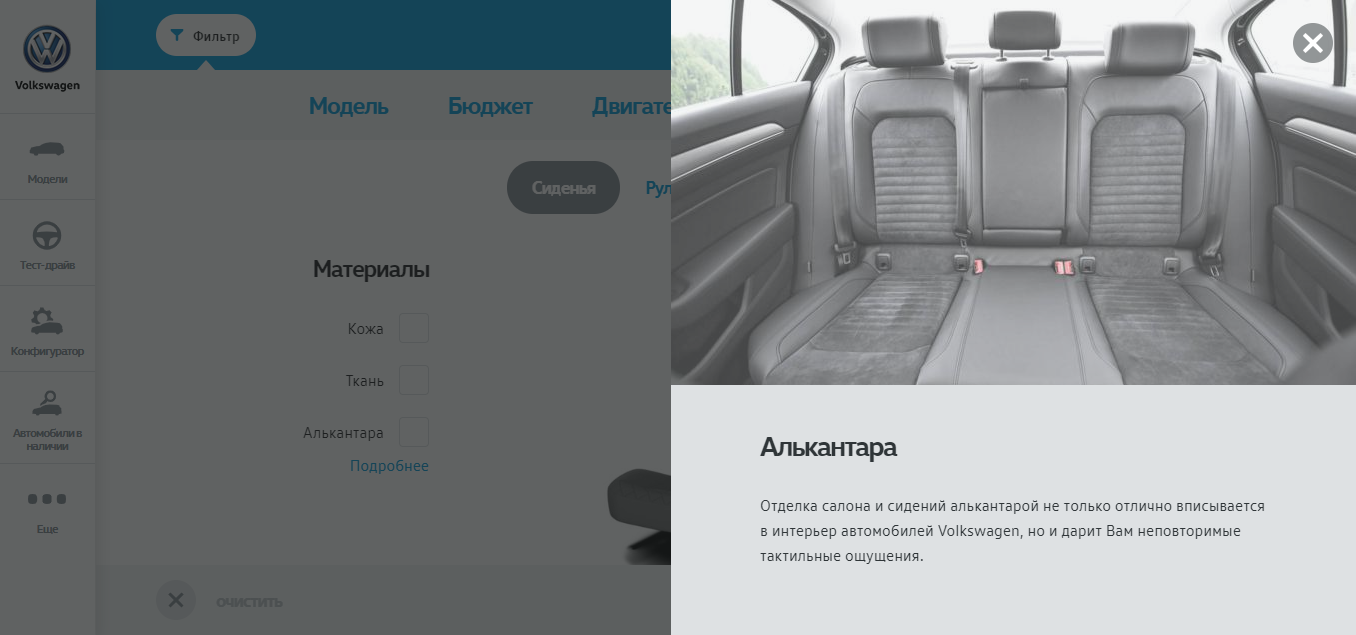 Volkswagen
Модели
Тест-драйв
Конфигуратор
Автомобили в
наличии
Еще
Фильтр
Модель Бюджет Двигате
Сиденья Рул
Материалы
Кожа
Ткань
Алькантара
Подробнее
очистить
Алькантара
Отделка салона и сидений алькантарой не только отлично вписывается
в интерьер автомобилей Volkswagen, но и дарит Вам неповторимые
тактильные ощущения.